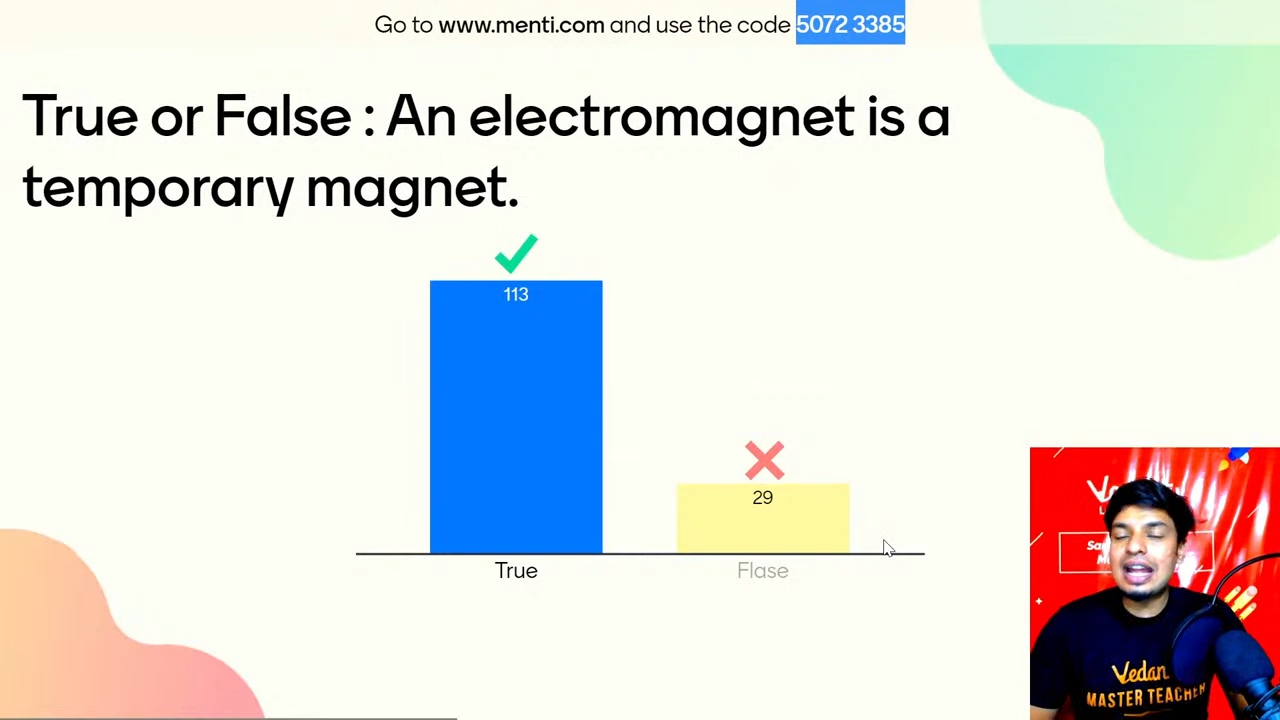 Go to www.menti.com and use the code 5072 3385
True or False : An electromagnet is a
temporary magnet.
113
29
True
Flase
Vedan
MASTER TEACHER